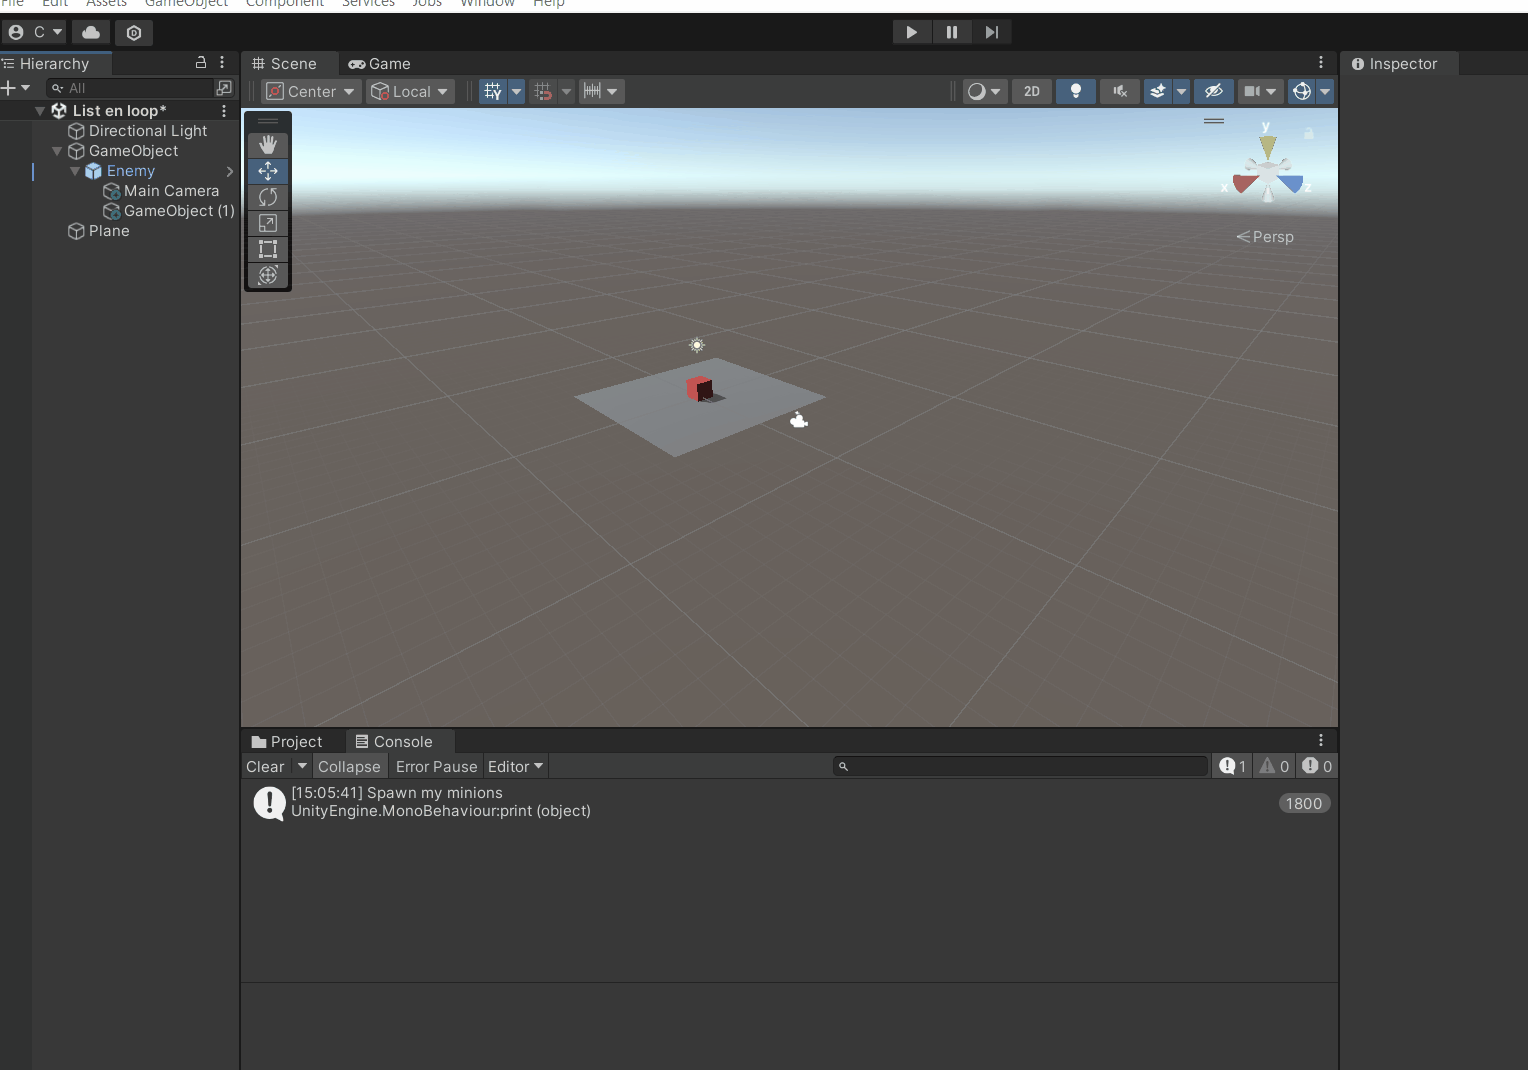 File Edit Assets GameObject Component Services Jobs Window Help
C
Hierarchy
All
List en loop*
Directional Light
GameObject
Enemy
Main Camera
GameObject (1)
Plane
Scene Game
Center Local 2D
y
x z
Persp
Inspector
Project Console
Clear Collapse Error Pause Editor 1 0 0
[15:05:41] Spawn my minions
UnityEngine.MonoBehaviour:print (object)
1800